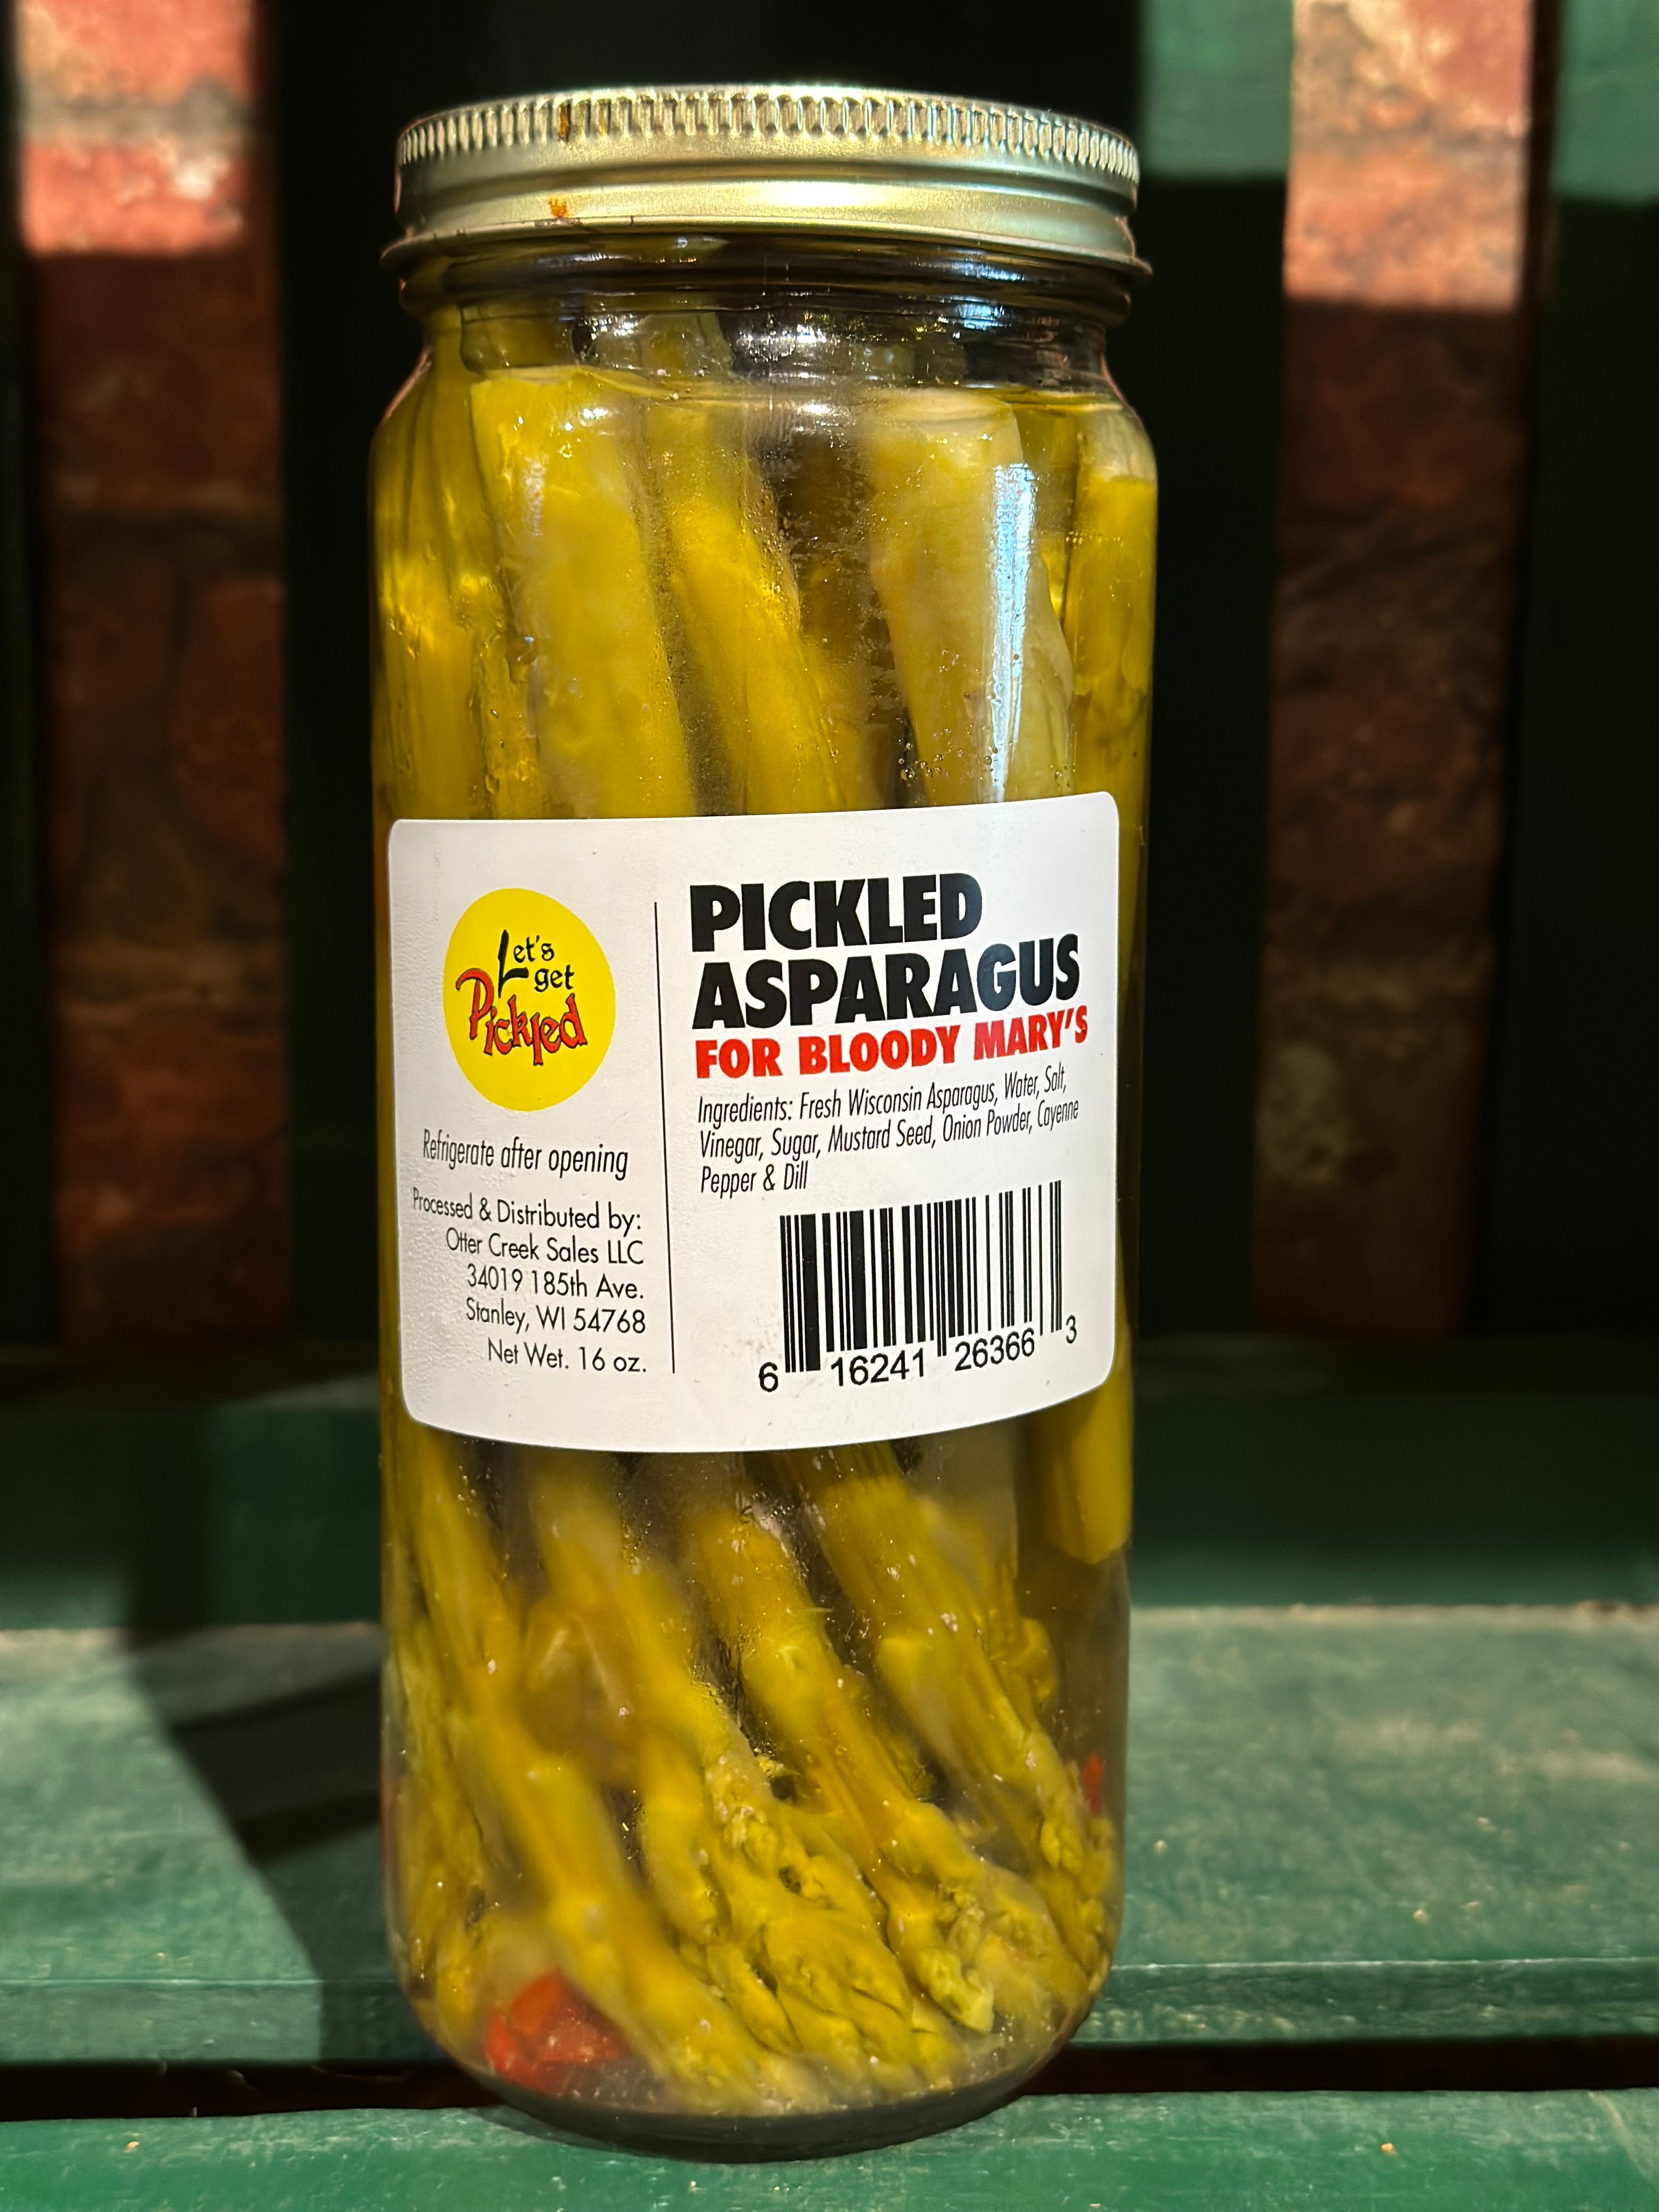 Let's
get
Pickled
Refrigerate after opening
Processed & Distributed by:
Otter Creek Sales LLC
34019 185th Ave.
Stanley, WI 54768
Net Wet. 16 oz.
PICKLED
ASPARAGUS
FOR BLOODY MARY'S
Ingredients: Fresh Wisconsin Asparagus, Water, Salt,
Vinegar, Sugar, Mustard Seed, Onion Powder, Cayenne
Pepper & Dill
6 16241 26366 3